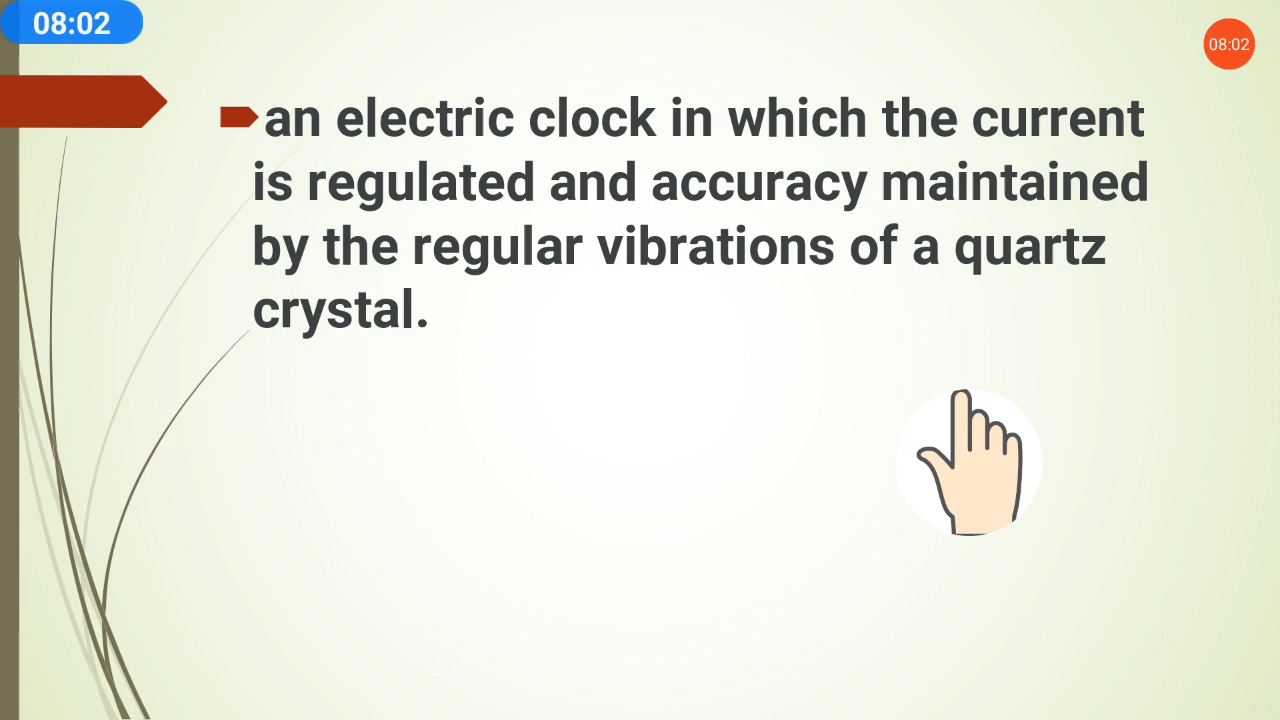 08:02
08:02
an electric clock in which the current
is regulated and accuracy maintained
by the regular vibrations of a quartz
crystal.